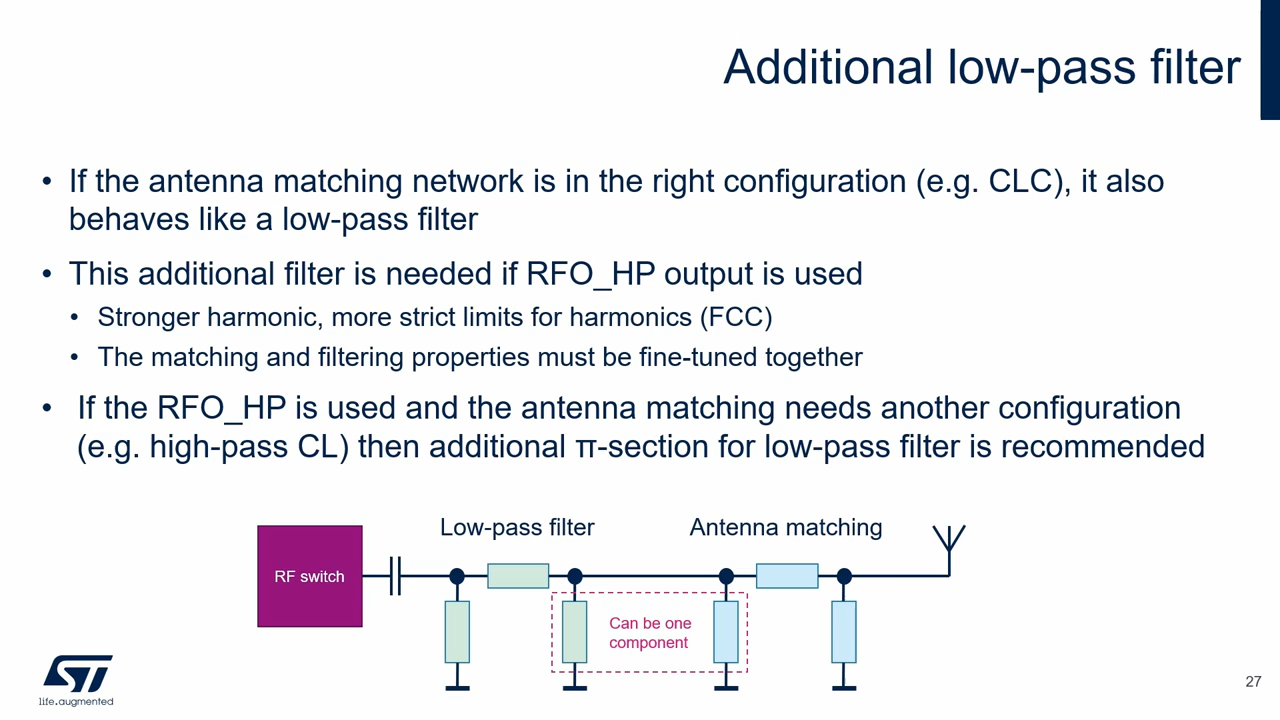 Additional low-pass filter
• If the antenna matching network is in the right configuration (e.g. CLC), it also
behaves like a low-pass filter
• This additional filter is needed if RFO_HP output is used
• Stronger harmonic, more strict limits for harmonics (FCC)
• The matching and filtering properties must be fine-tuned together
• If the RFO_HP is used and the antenna matching needs another configuration
(e.g. high-pass CL) then additional π-section for low-pass filter is recommended
Low-pass filter
Antenna matching
RF switch
Can be one
component
ST
life.augmented
27